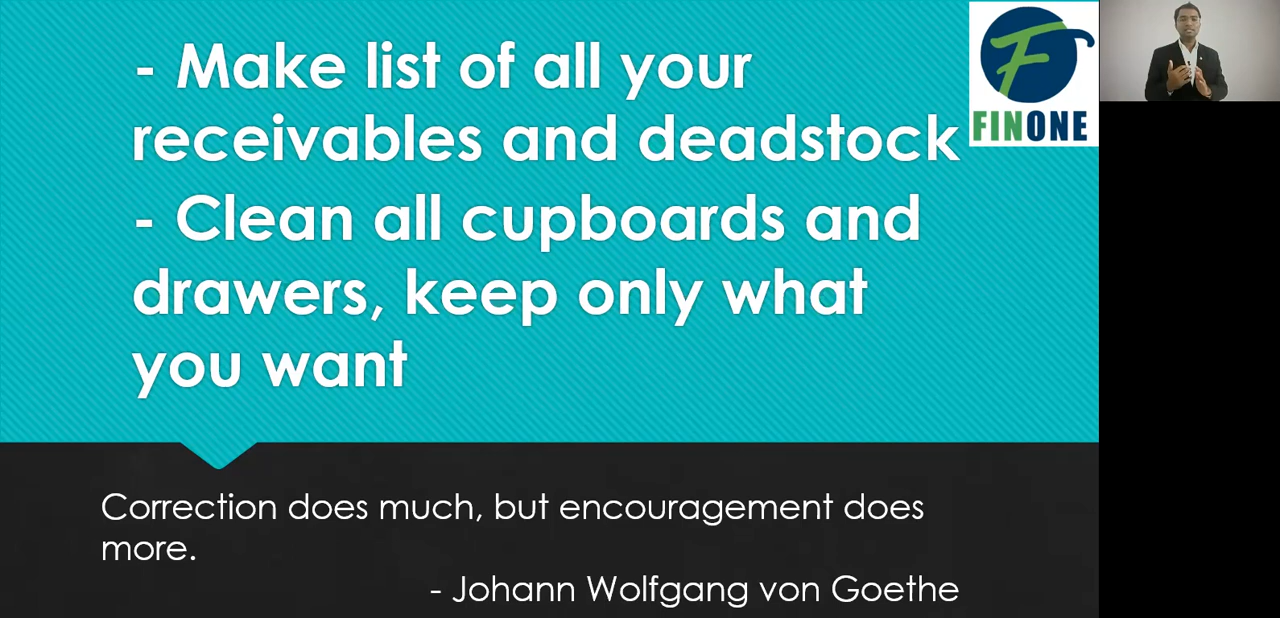 - Make list of all your
receivables and deadstock
- Clean all cupboards and
drawers, keep only what
you want
FINONE
Correction does much, but encouragement does
more.
- Johann Wolfgang von Goethe